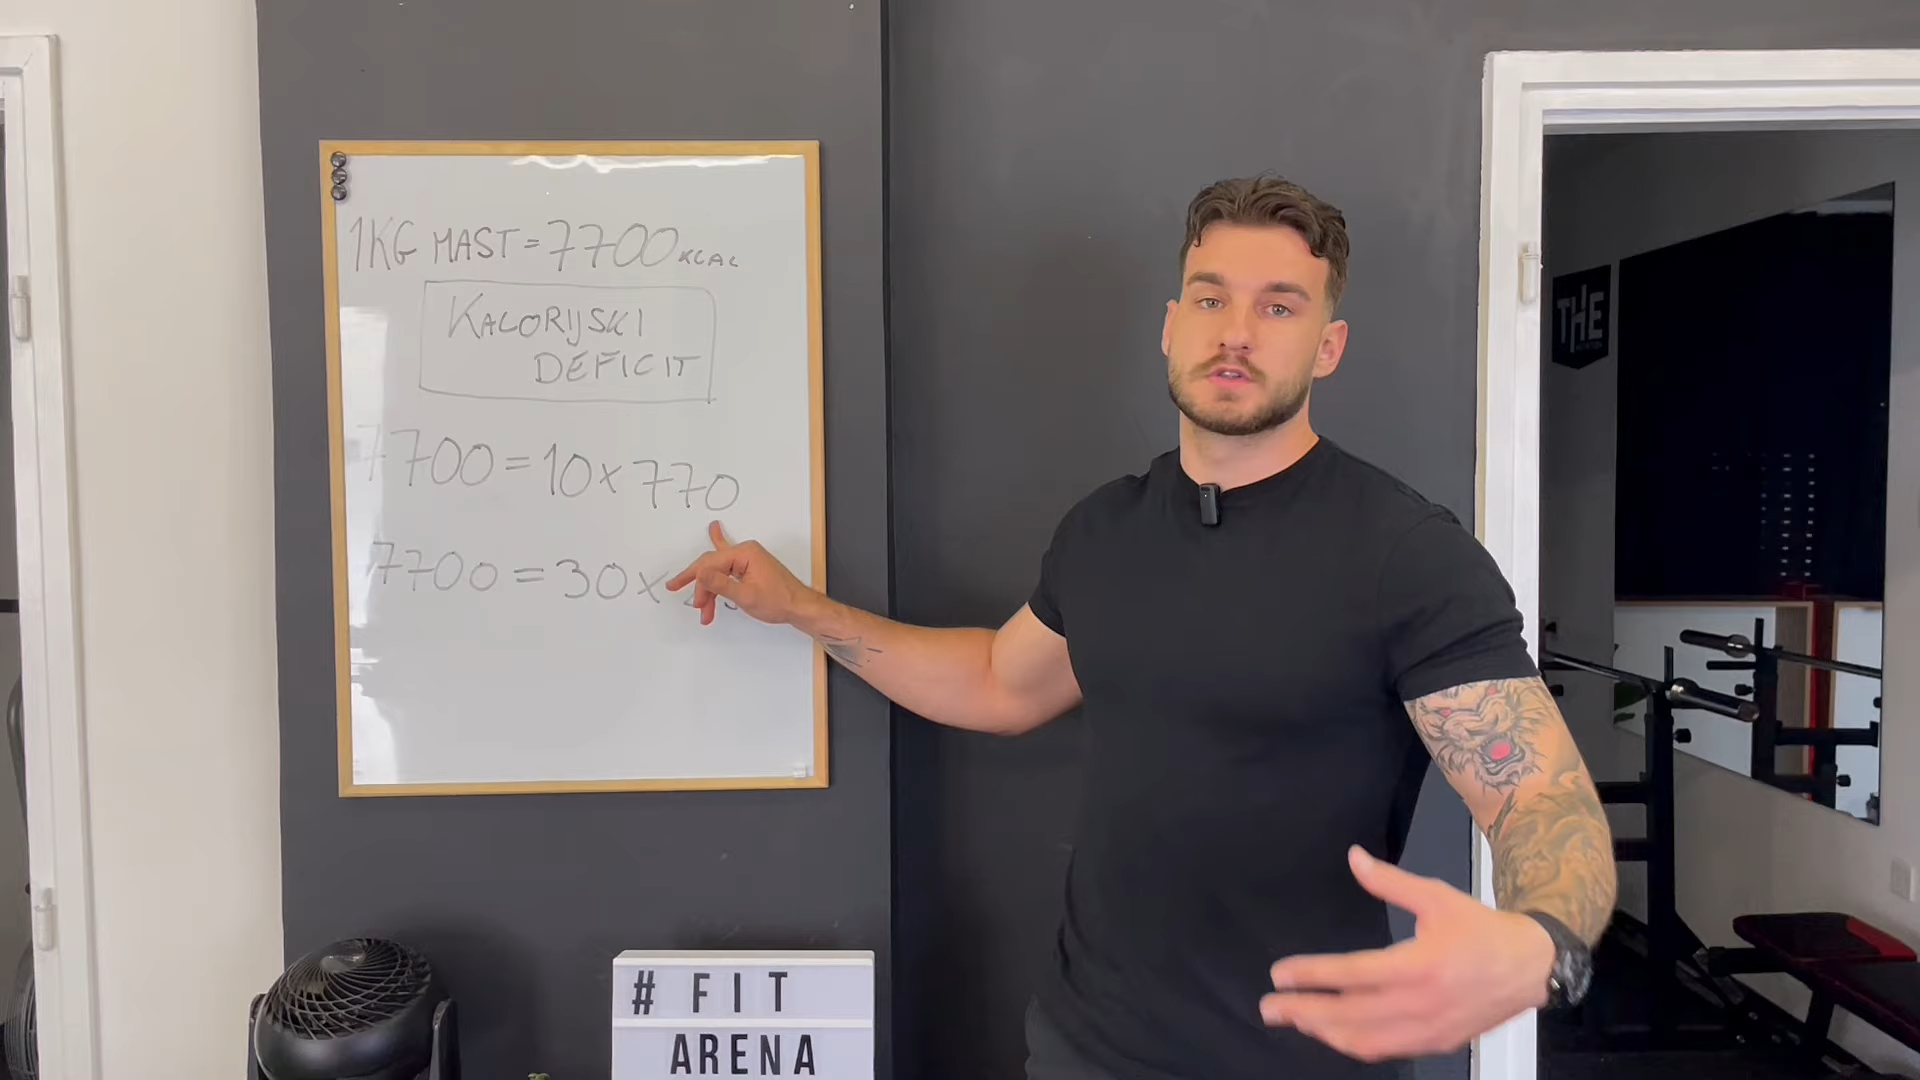 1KG MAST = 7700 KCAL
KALORIJSKI
DEFICIT
7700 = 10 x 770
7700 = 30 x
# FIT
ARENA
THE